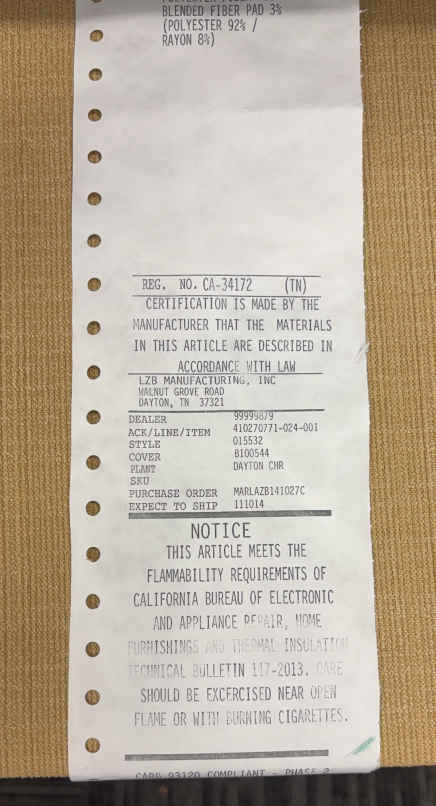 BLENDED FIBER PAD 3%
(POLYESTER 92% /
RAYON 8%)
REG. NO. CA-34172 (TN)
CERTIFICATION IS MADE BY THE
MANUFACTURER THAT THE MATERIALS
IN THIS ARTICLE ARE DESCRIBED IN
ACCORDANCE WITH LAW
LZB MANUFACTURING, INC
WALNUT GROVE ROAD
DAYTON, TN 37321
DEALER 99999879
ACK/LINE/ITEM 410270771-024-001
STYLE 015532
COVER B100544
PLANT DAYTON CHR
SKU
PURCHASE ORDER MARLAZB141027C
EXPECT TO SHIP 111014
NOTICE
THIS ARTICLE MEETS THE
FLAMMABILITY REQUIREMENTS OF
CALIFORNIA BUREAU OF ELECTRONIC
AND APPLIANCE REPAIR, HOME
FURNISHINGS AND THERMAL INSULATION
TECHNICAL BULLETIN 117-2013. CARE
SHOULD BE EXCERCISED NEAR OPEN
FLAME OR WITH BURNING CIGARETTES.
CARB 93120 COMPLIANT - PHASE 2